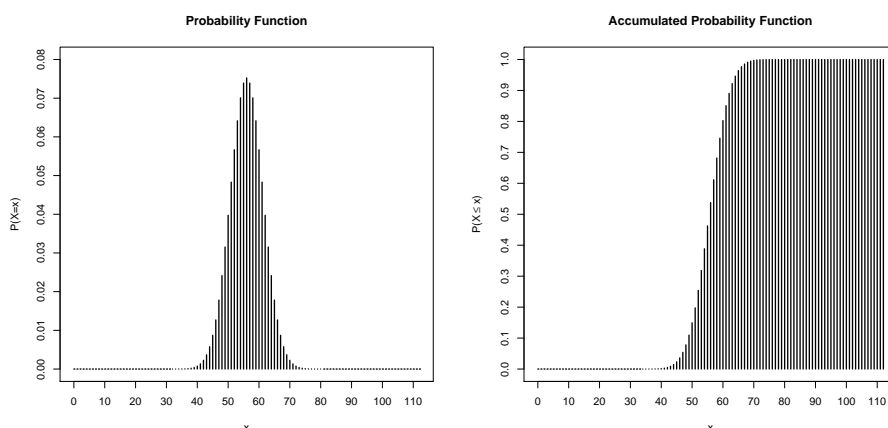 Probability Function
P(X=x)
0.00 0.01 0.02 0.03 0.04 0.05 0.06 0.07 0.08
0 10 20 30 40 50 60 70 80 90 100 110
x
Accumulated Probability Function
P(X ≤ x)
0.0 0.1 0.2 0.3 0.4 0.5 0.6 0.7 0.8 0.9 1.0
0 10 20 30 40 50 60 70 80 90 100 110
x